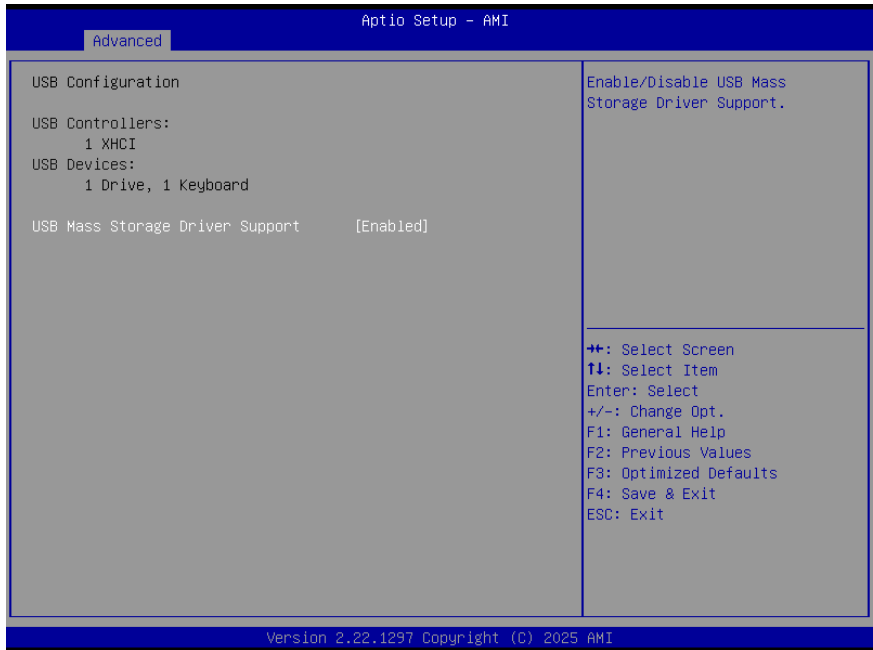 Aptio Setup – AMI
Advanced
USB Configuration
USB Controllers:
1 XHCI
USB Devices:
1 Drive, 1 Keyboard
USB Mass Storage Driver Support [Enabled]
Enable/Disable USB Mass
Storage Driver Support.
→←: Select Screen
↑↓: Select Item
Enter: Select
+/-: Change Opt.
F1: General Help
F2: Previous Values
F3: Optimized Defaults
F4: Save & Exit
ESC: Exit
Version 2.22.1297 Copyright (C) 2025 AMI